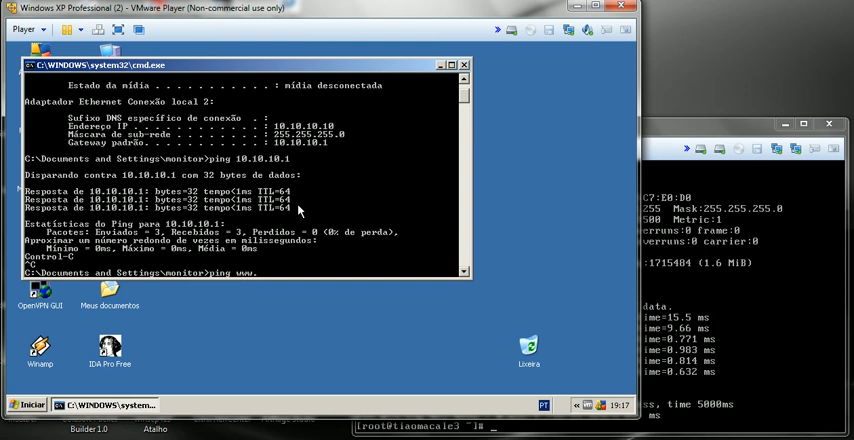 Windows XP Professional (2) - VMware Player (Non-commercial use only)
Player
C:\WINDOWS\system32\cmd.exe
Estado da mídia . . . . . . . . . . . : mídia desconectada
Adaptador Ethernet Conexão local 2:
Sufixo DNS específico de conexão . :
Endereço IP . . . . . . . . . . . . : 10.10.10.10
Máscara de sub-rede . . . . . . . . : 255.255.255.0
Gateway padrão. . . . . . . . . . . : 10.10.10.1
C:\Documents and Settings\monitor>ping 10.10.10.1
Disparando contra 10.10.10.1 com 32 bytes de dados:
Resposta de 10.10.10.1: bytes=32 tempo<1ms TTL=64
Resposta de 10.10.10.1: bytes=32 tempo<1ms TTL=64
Resposta de 10.10.10.1: bytes=32 tempo<1ms TTL=64
Estatísticas do Ping para 10.10.10.1:
Pacotes: Enviados = 3, Recebidos = 3, Perdidos = 0 (0% de perda),
Aproximar um número redondo de vezes em milissegundos:
Mínimo = 0ms, Máximo = 0ms, Média = 0ms
Control-C
^C
C:\Documents and Settings\monitor>ping www.
OpenVPN GUI
Meus documentos
Winamp
IDA Pro Free
Lixeira
Iniciar
C:\WINDOWS\system...
PT
19:17
C7:E0:D0
255 Mask:255.255.255.0
Metric:1
verruns:0 frame:0
verruns:0 carrier:0
:1715484 (1.6 MiB)
data.
ime=15.5 ms
ime=9.66 ms
ime=0.771 ms
ime=0.983 ms
ime=0.814 ms
ime=0.632 ms
ss, time 5000ms
ms
[root@tiaomacale3 ~]# _
Builder1.0
Atalho